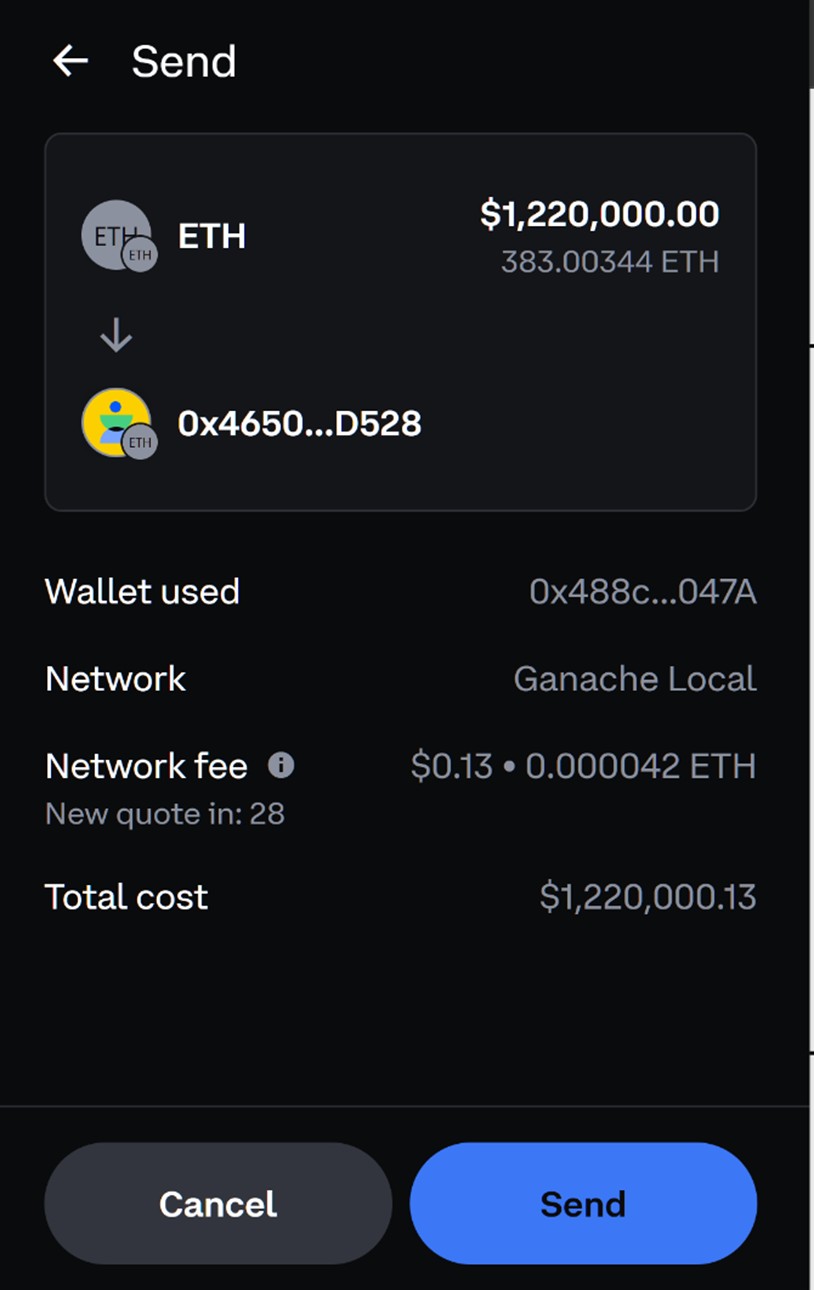 Send
ETH
ETH
ETH
$1,220,000.00
383.00344 ETH
ETH
0x4650...D528
Wallet used 0x488c...047A
Network Ganache Local
Network fee $0.13 • 0.000042 ETH
New quote in: 28
Total cost $1,220,000.13
Cancel Send